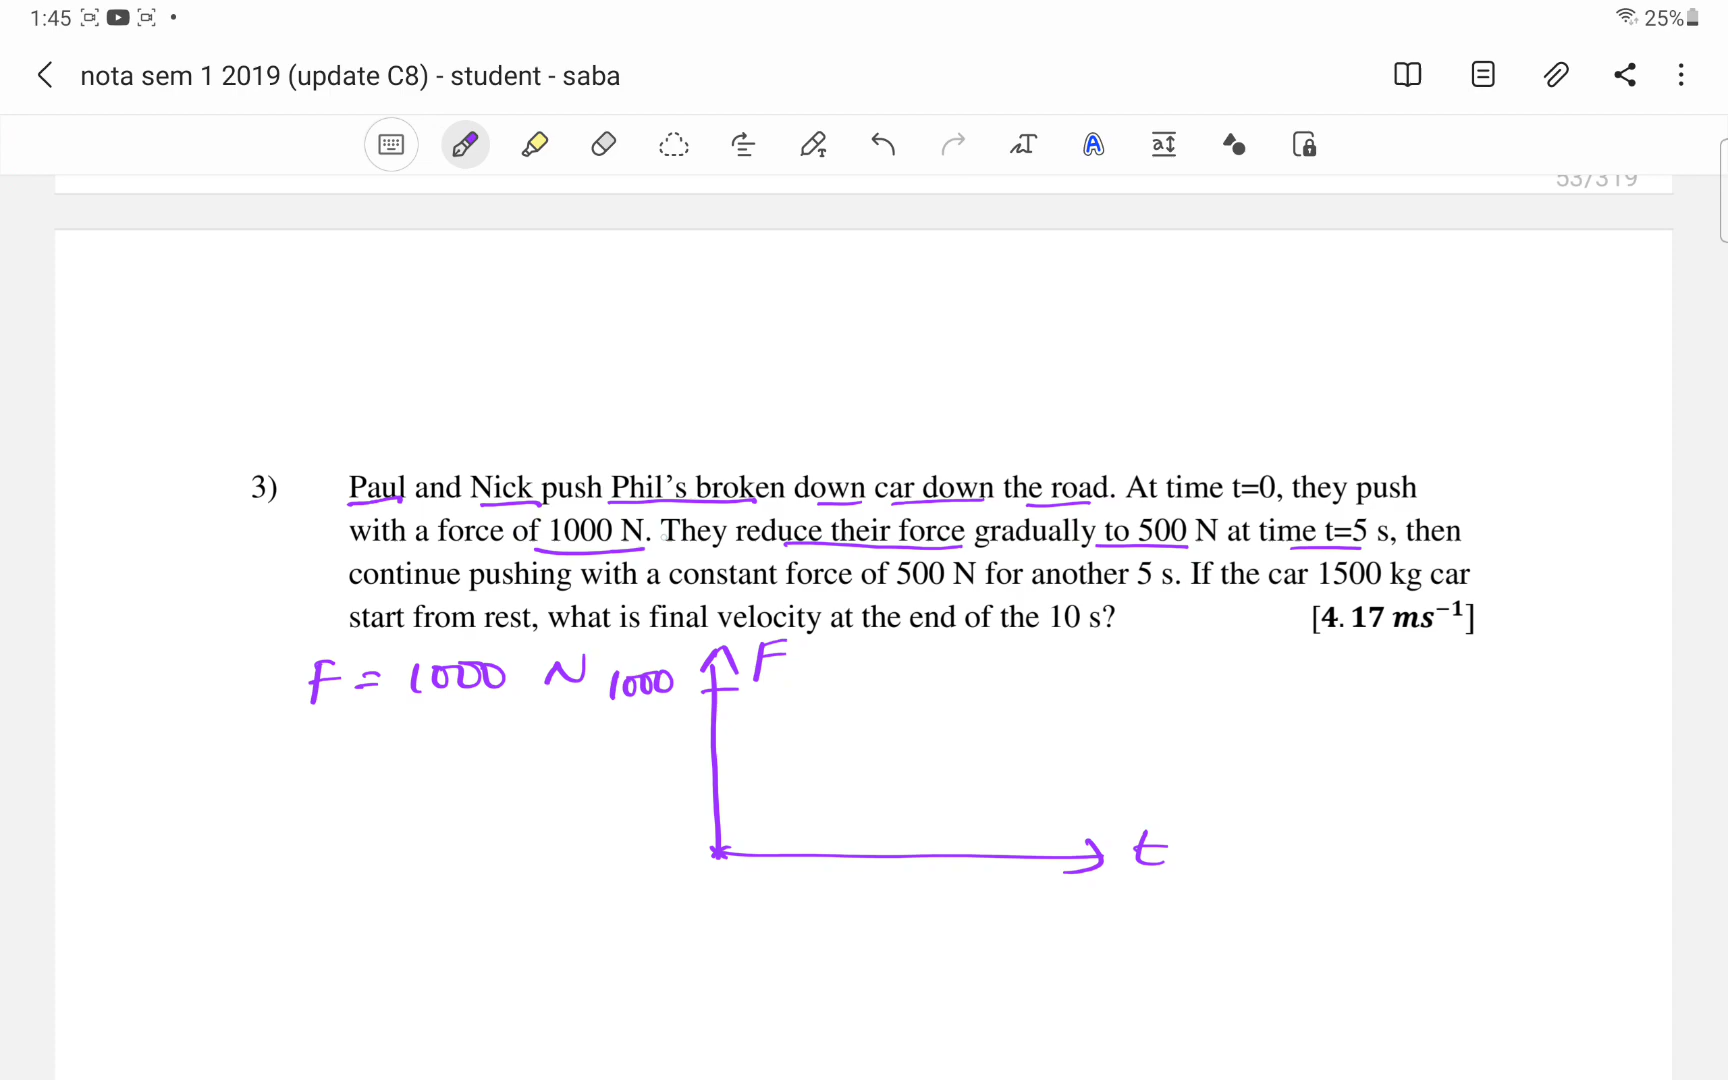 1:45
25%
nota sem 1 2019 (update C8) - student - saba
53/319
3) Paul and Nick push Phil's broken down car down the road. At time t=0, they push
with a force of 1000 N. They reduce their force gradually to 500 N at time t=5 s, then
continue pushing with a constant force of 500 N for another 5 s. If the car 1500 kg car
start from rest, what is final velocity at the end of the 10 s? [4.17 ms⁻¹]
F = 1000 N 1000 F
t